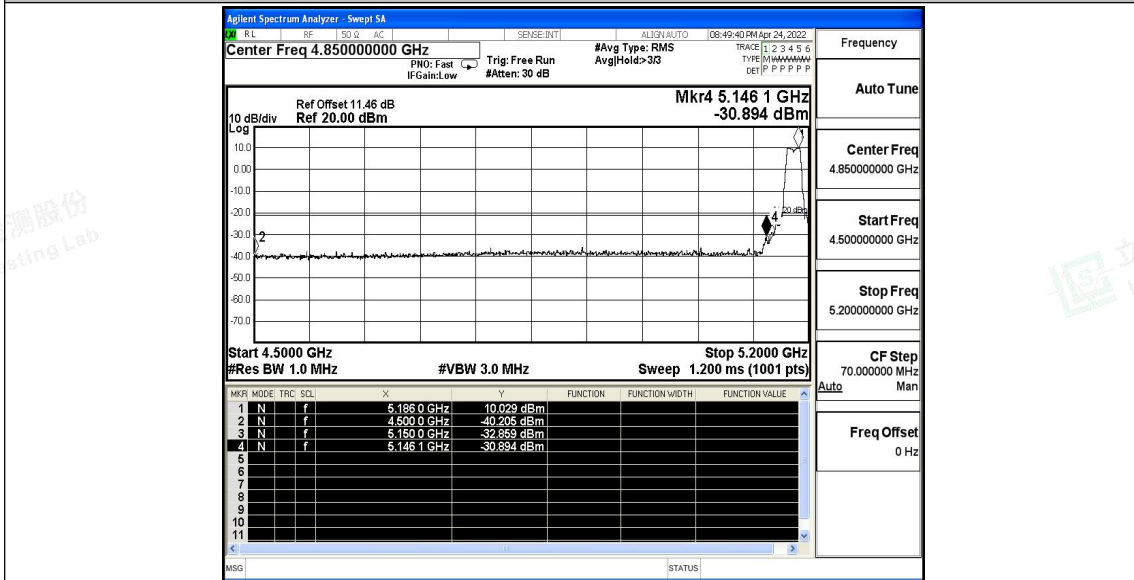 Agilent Spectrum Analyzer - Swept SA
RL RF 50 Ω AC SENSE:INT ALIGN AUTO 08:49:40 PM Apr 24, 2022
Center Freq 4.850000000 GHz
#Avg Type: RMS
TRACE 1 2 3 4 5 6
PNO: Fast
Trig: Free Run
Avg|Hold:>3/3
TYPE M
IFGain:Low
#Atten: 30 dB
DET P P P P P P
Mkr4 5.146 1 GHz
-30.894 dBm
Ref Offset 11.46 dB
10 dB/div Ref 20.00 dBm
Log
10.0
0.00
-10.0
-20.0
-30.0
-40.0
-50.0
-60.0
-70.0
2
4
Start 4.5000 GHz Stop 5.2000 GHz
#Res BW 1.0 MHz #VBW 3.0 MHz Sweep 1.200 ms (1001 pts)
MKR MODE TRC SCL X Y FUNCTION FUNCTION WIDTH FUNCTION VALUE
1 N f 5.186 0 GHz 10.029 dBm
2 N f 4.500 0 GHz -40.205 dBm
3 N f 5.150 0 GHz -32.859 dBm
4 N f 5.146 1 GHz -30.894 dBm
5
6
7
8
9
10
11
MSG STATUS
Frequency
Auto Tune
Center Freq
4.850000000 GHz
Start Freq
4.500000000 GHz
Stop Freq
5.200000000 GHz
CF Step
70.000000 MHz
Auto Man
Freq Offset
0 Hz
测股份
sting Lab
立